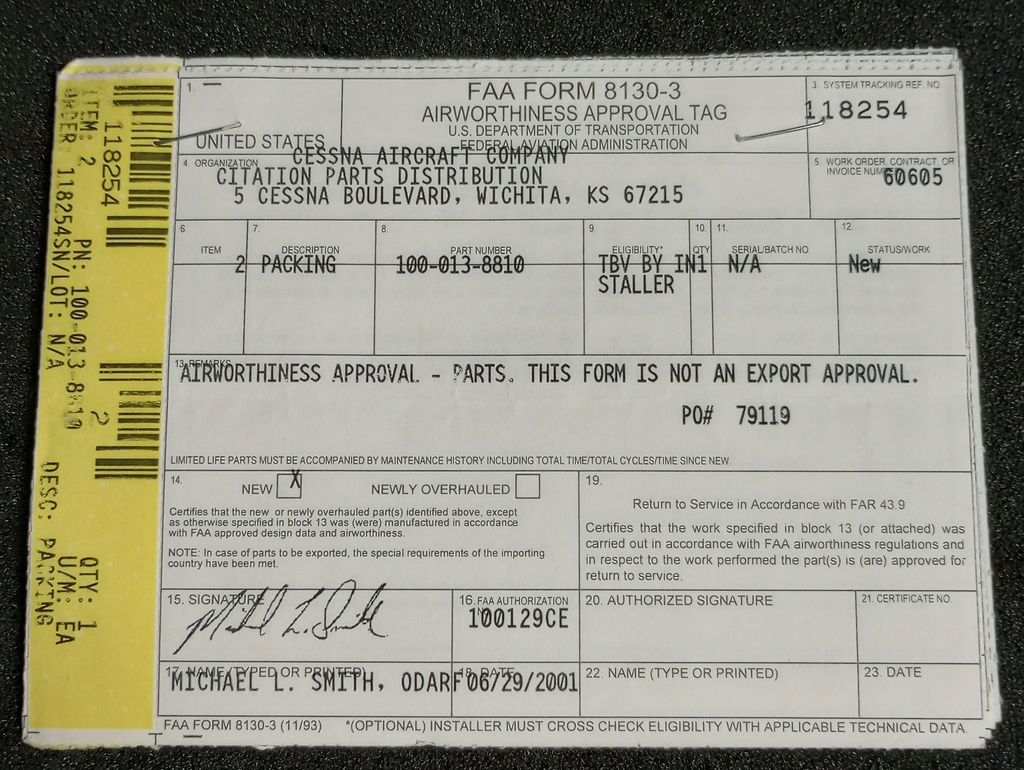 1.
UNITED STATES
FAA FORM 8130-3
AIRWORTHINESS APPROVAL TAG
U.S. DEPARTMENT OF TRANSPORTATION
FEDERAL AVIATION ADMINISTRATION
3. SYSTEM TRACKING REF. NO.
118254
4. ORGANIZATION
CESSNA AIRCRAFT COMPANY
CITATION PARTS DISTRIBUTION
5 CESSNA BOULEVARD, WICHITA, KS 67215
5. WORK ORDER, CONTRACT, OR
INVOICE NUMBER
60605
6. ITEM
7. DESCRIPTION
8. PART NUMBER
9. ELIGIBILITY*
10. QTY
11. SERIAL/BATCH NO.
12. STATUS/WORK
2 PACKING 100-013-8810 TBV BY IN1 N/A New
STALLER
13. REMARKS
AIRWORTHINESS APPROVAL - PARTS. THIS FORM IS NOT AN EXPORT APPROVAL.
PO# 79119
LIMITED LIFE PARTS MUST BE ACCOMPANIED BY MAINTENANCE HISTORY INCLUDING TOTAL TIME/TOTAL CYCLES/TIME SINCE NEW
14.
NEW X NEWLY OVERHAULED
Certifies that the new or newly overhauled part(s) identified above, except
as otherwise specified in block 13 was (were) manufactured in accordance
with FAA approved design data and airworthiness.
NOTE: In case of parts to be exported, the special requirements of the importing
country have been met.
19.
Return to Service in Accordance with FAR 43.9
Certifies that the work specified in block 13 (or attached) was
carried out in accordance with FAA airworthiness regulations and
in respect to the work performed the part(s) is (are) approved for
return to service.
15. SIGNATURE
Michael L. Smith
16. FAA AUTHORIZATION
100129CE
20. AUTHORIZED SIGNATURE
21. CERTIFICATE NO.
17. NAME (TYPED OR PRINTED)
MICHAEL L. SMITH, ODARF
18. DATE
06/29/2001
22. NAME (TYPE OR PRINTED)
23. DATE
FAA FORM 8130-3 (11/93) *(OPTIONAL) INSTALLER MUST CROSS CHECK ELIGIBILITY WITH APPLICABLE TECHNICAL DATA
118254
2
ITEM: 2 PN: 100-013-8810 QTY: 1
U/M: EA
ORDER: 118254SN/LOT: N/A DESC: PACKING